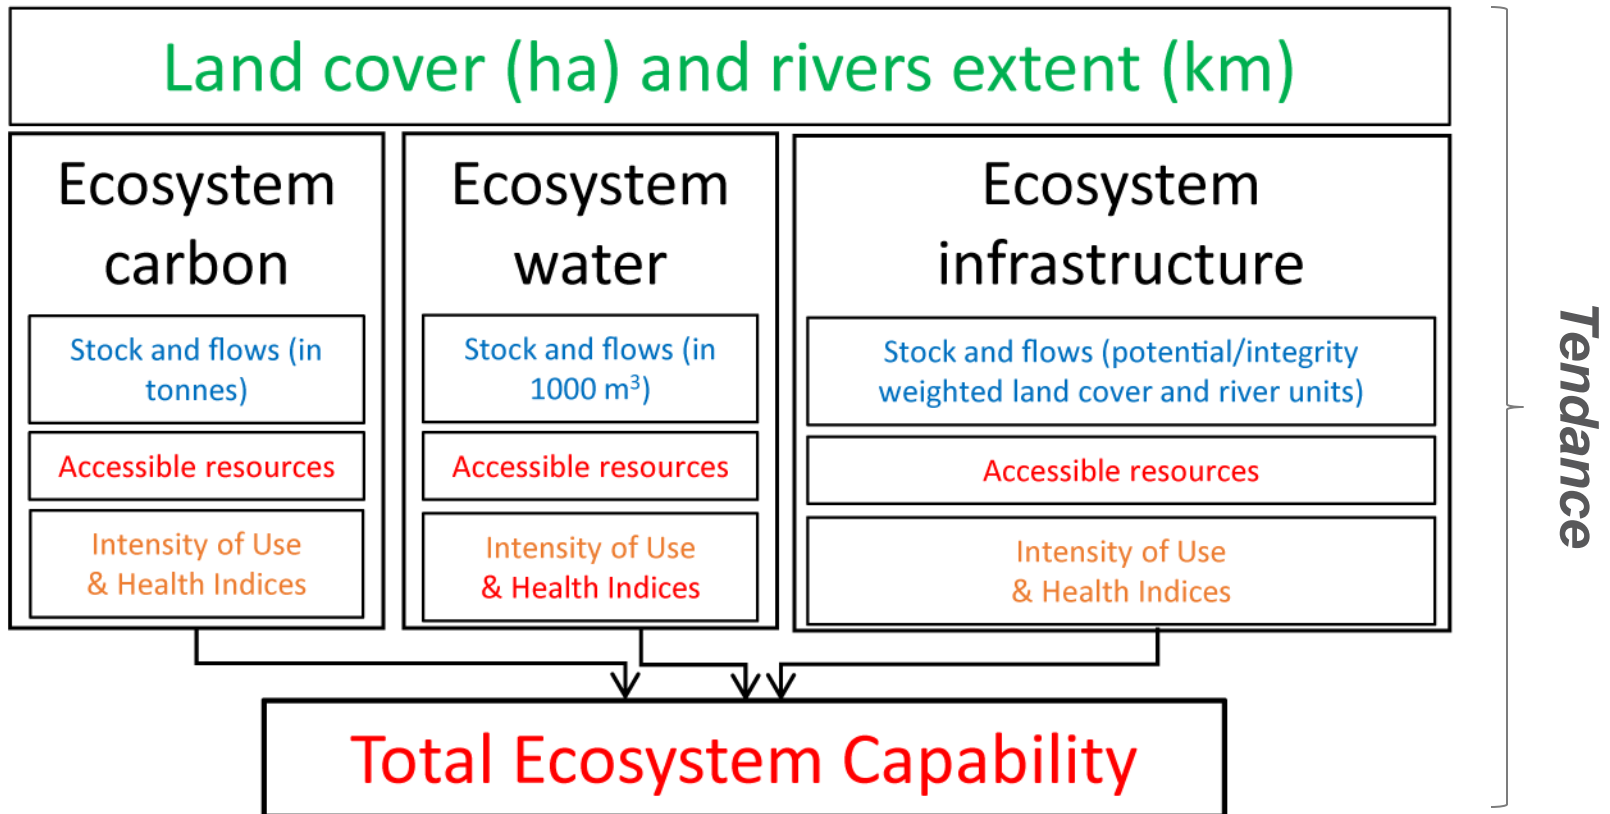 Land cover (ha) and rivers extent (km)
Ecosystem
carbon
Stock and flows (in
tonnes)
Accessible resources
Intensity of Use
& Health Indices
Ecosystem
water
Stock and flows (in
1000 m³)
Accessible resources
Intensity of Use
& Health Indices
Ecosystem
infrastructure
Stock and flows (potential/integrity
weighted land cover and river units)
Accessible resources
Intensity of Use
& Health Indices
Total Ecosystem Capability
Tendance